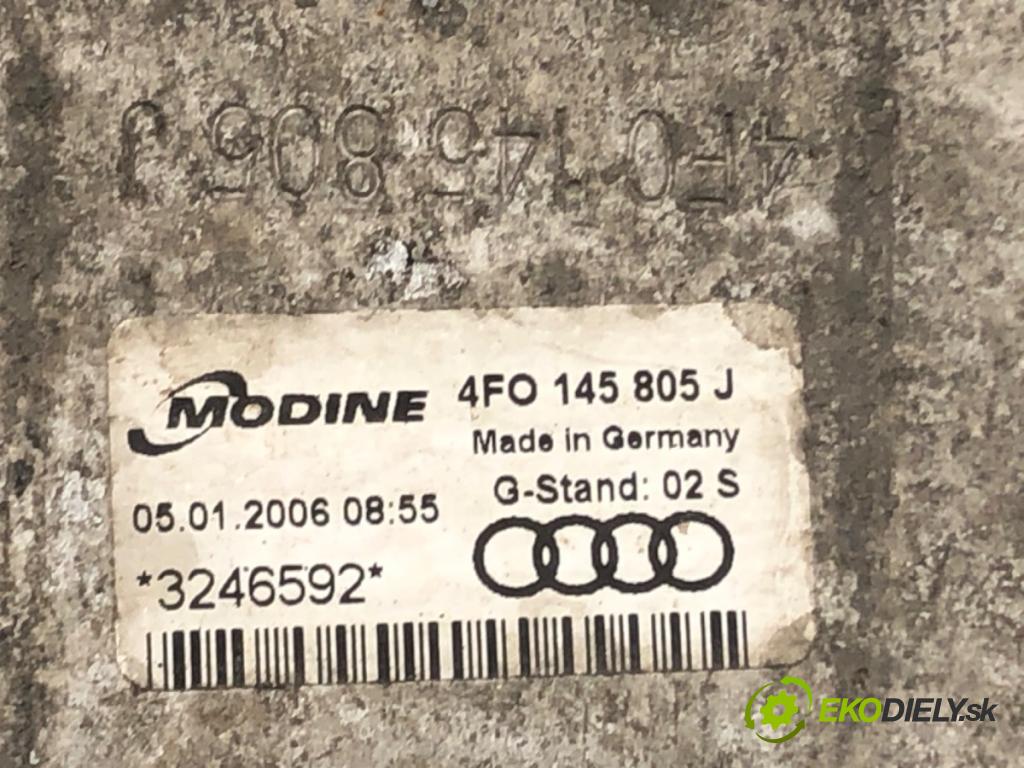 4F0 145 805 J
MODINE
4FO 145 805 J
Made in Germany
G-Stand: 02 S
05.01.2006 08:55
*3246592*
EKODIELY.sk